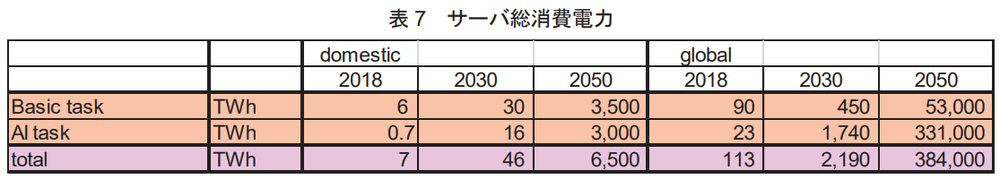 表7 サーバ総消費電力
domestic global
2018 2030 2050 2018 2030 2050
Basic task TWh 6 30 3,500 90 450 53,000
AI task TWh 0.7 16 3,000 23 1,740 331,000
total TWh 7 46 6,500 113 2,190 384,000